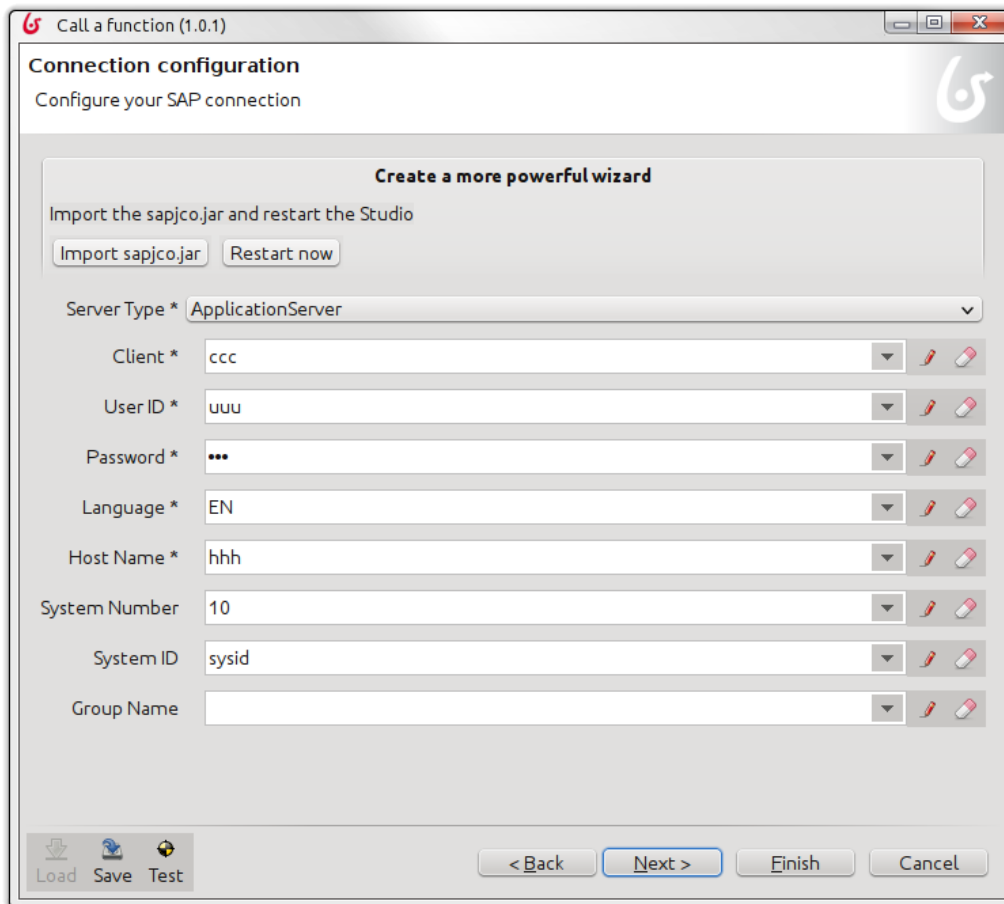 Call a function (1.0.1)
Connection configuration
Configure your SAP connection
Create a more powerful wizard
Import the sapjco.jar and restart the Studio
Import sapjco.jar Restart now
Server Type * ApplicationServer
Client * ccc
User ID * uuu
Password * •••
Language * EN
Host Name * hhh
System Number 10
System ID sysid
Group Name
Load Save Test < Back Next > Finish Cancel